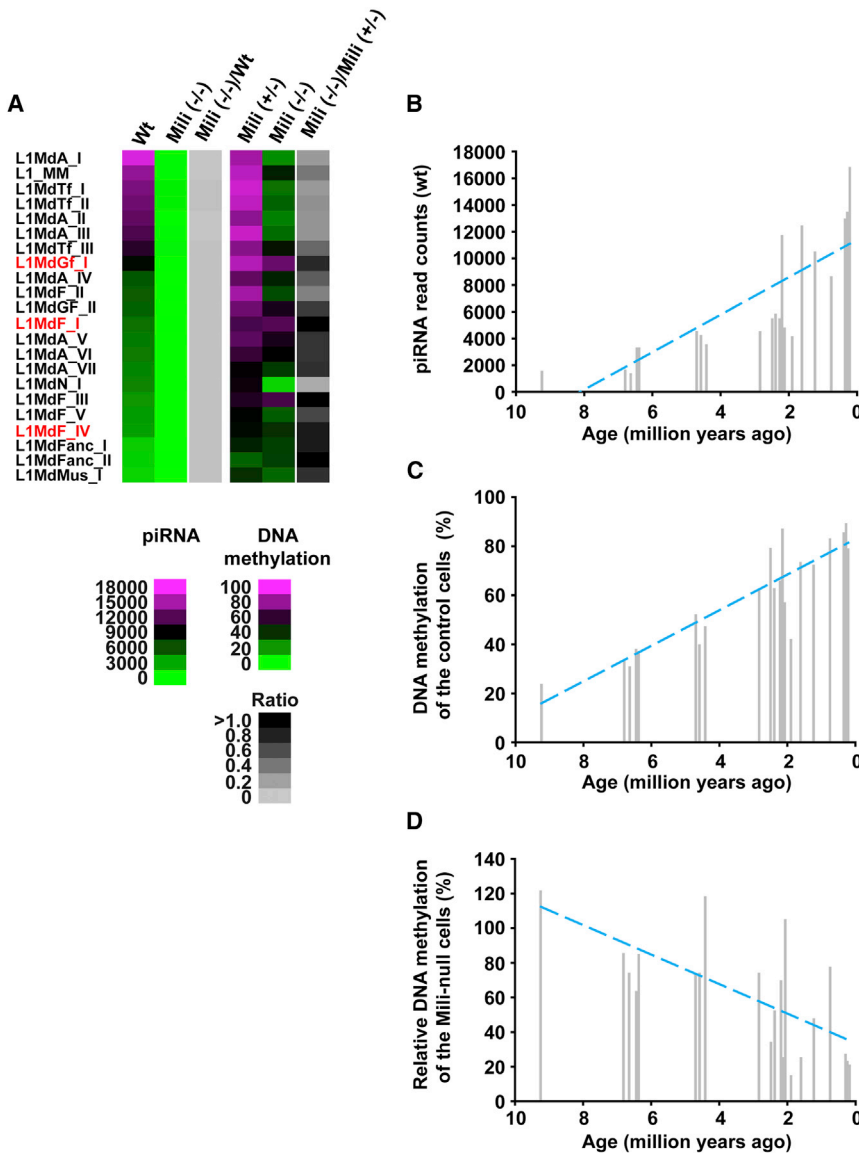 A
Wt
Mili (-/-)
Mili (-/-)/Wt
Mili (+/-)
Mili (-/-)
Mili (-/-)/Mili (+/-)
L1MdA_I
L1_MM
L1MdTf_I
L1MdTf_II
L1MdA_II
L1MdA_III
L1MdTf_III
L1MdGf_I
L1MdA_IV
L1MdF_II
L1MdGF_II
L1MdF_I
L1MdA_V
L1MdA_VI
L1MdA_VII
L1MdN_I
L1MdF_III
L1MdF_V
L1MdF_IV
L1MdFanc_I
L1MdFanc_II
L1MdMus_I
piRNA
18000
15000
12000
9000
6000
3000
0
DNA
methylation
100
80
60
40
20
0
Ratio
>1.0
0.8
0.6
0.4
0.2
0
B
piRNA read counts (wt)
18000
16000
14000
12000
10000
8000
6000
4000
2000
0
10 8 6 4 2 0
Age (million years ago)
C
DNA methylation
of the control cells (%)
100
80
60
40
20
0
10 8 6 4 2 0
Age (million years ago)
D
Relative DNA methylation
of the Mili-null cells (%)
140
120
100
80
60
40
20
0
10 8 6 4 2 0
Age (million years ago)